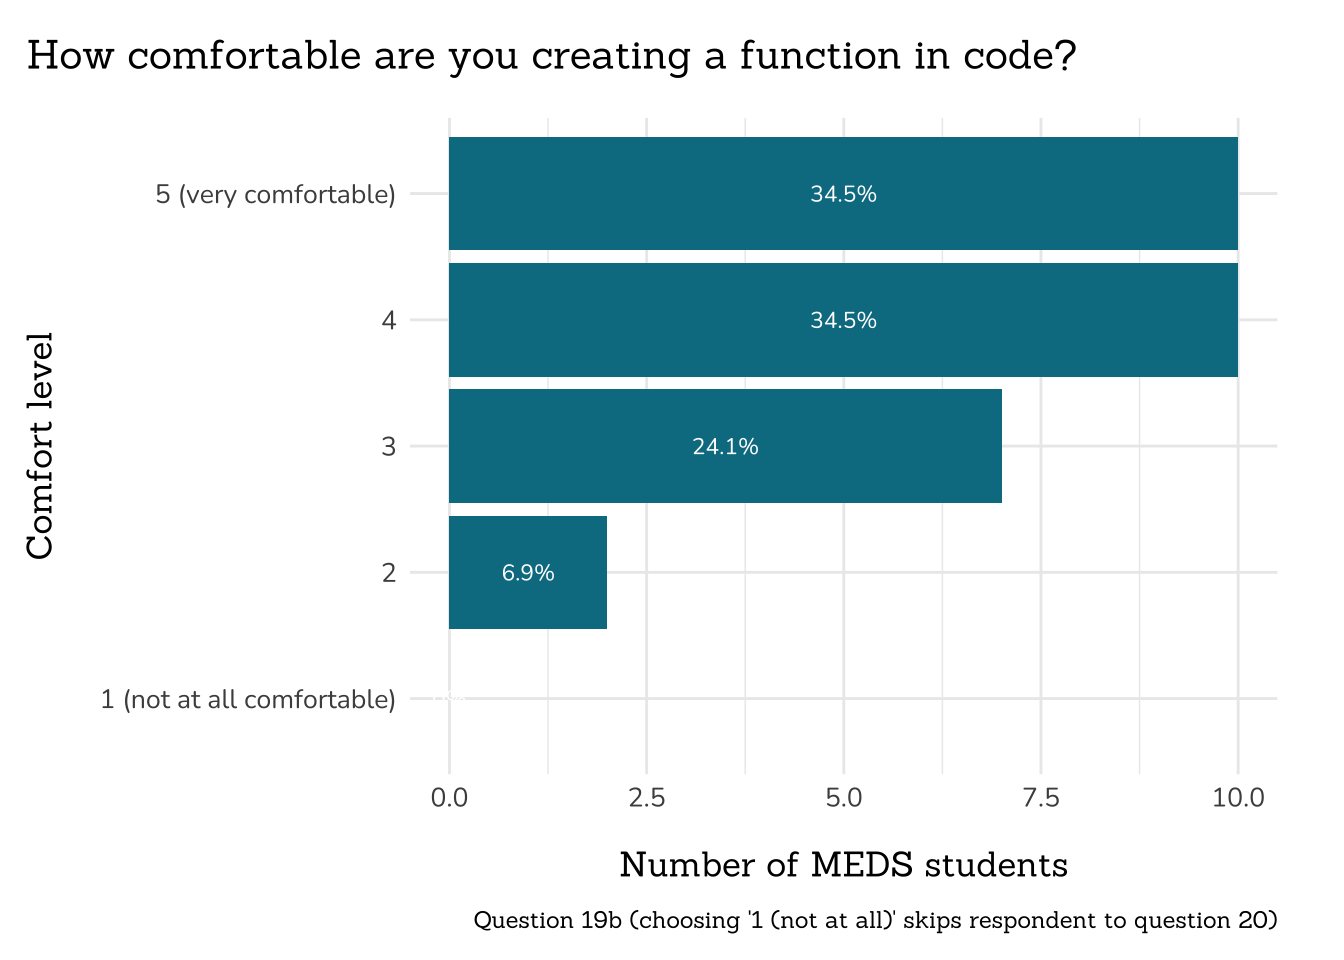 How comfortable are you creating a function in code?
Comfort level
5 (very comfortable)
34.5%
4
34.5%
3
24.1%
2
6.9%
1 (not at all comfortable)
0.0 2.5 5.0 7.5 10.0
Number of MEDS students
Question 19b (choosing '1 (not at all)' skips respondent to question 20)